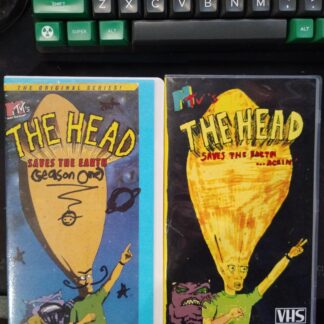 SHIFT
Z X C V B N M
SUPER
ALT
ALT
THE ORIGINAL SERIES!
MTV's
THE HEAD
SAVES THE EARTH
(SEASON ONE)
MTV's
THE HEAD
SAVES THE EARTH
...AGAIN
VHS